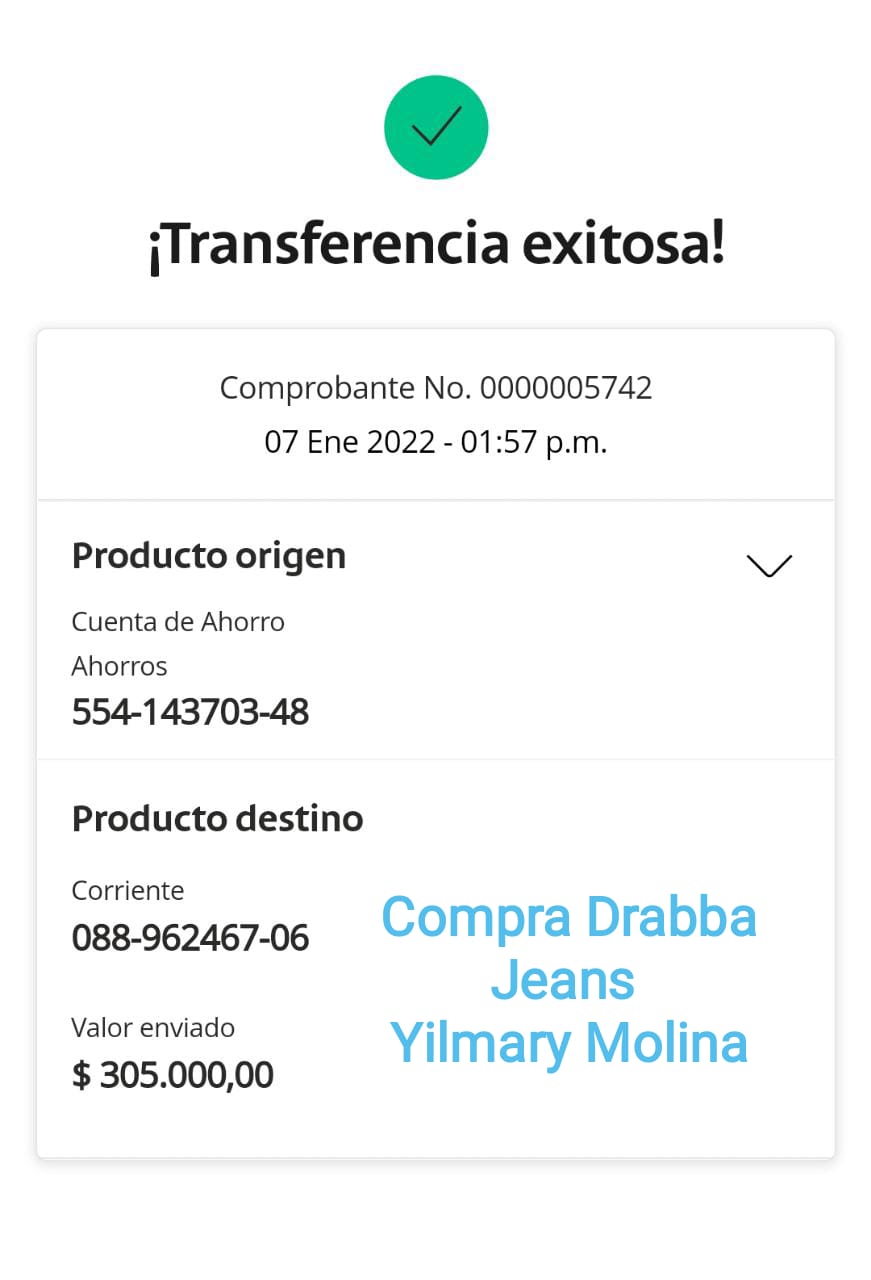 ¡Transferencia exitosa!
Comprobante No. 0000005742
07 Ene 2022 - 01:57 p.m.
Producto origen
Cuenta de Ahorro
Ahorros
554-143703-48
Producto destino
Corriente
088-962467-06
Valor enviado
$ 305.000,00
Compra Drabba
Jeans
Yilmary Molina